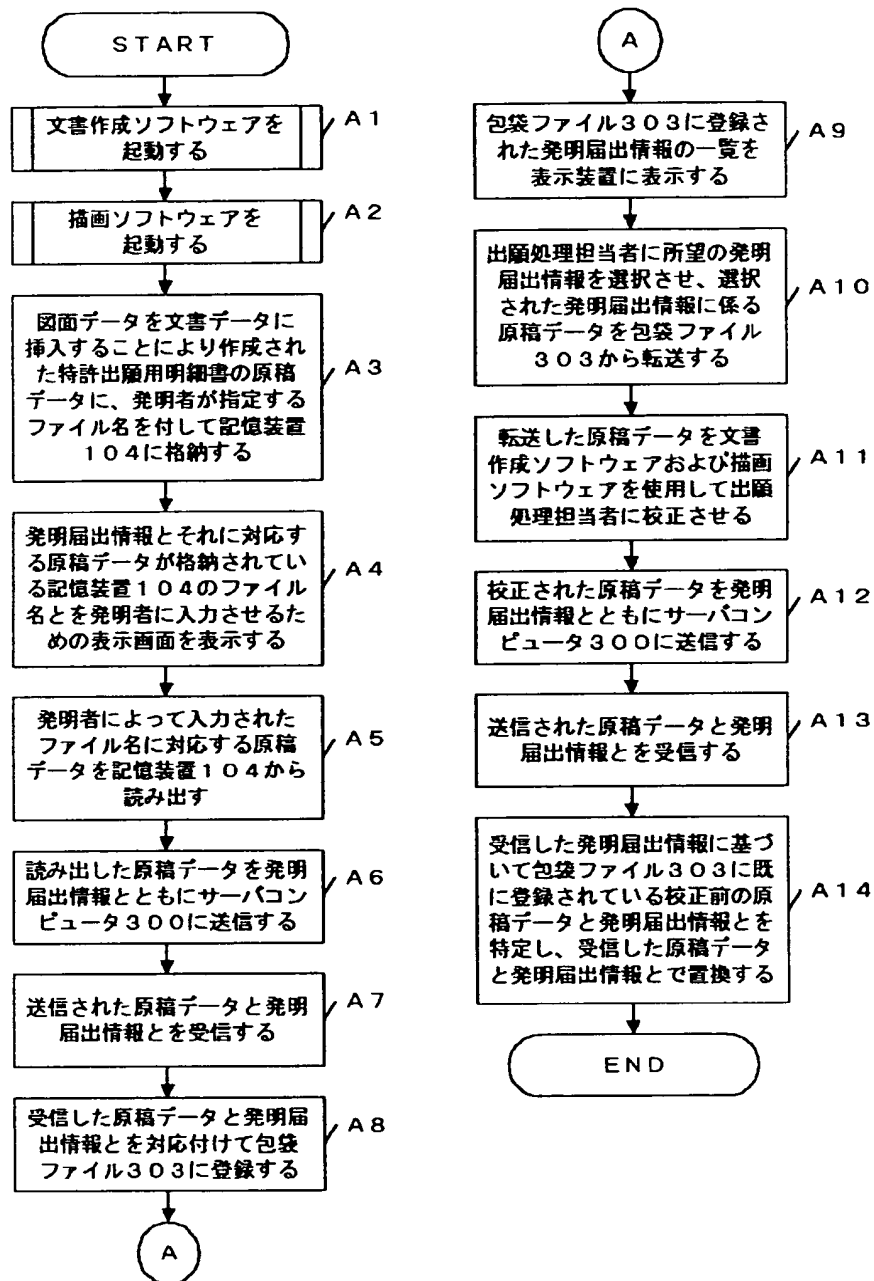 START
文書作成ソフトウェアを
起動する
A1
描画ソフトウェアを
起動する
A2
図面データを文書データに
挿入することにより作成され
た特許出願用明細書の原稿
データに、発明者が指定する
ファイル名を付して記憶装置
104に格納する
A3
発明届出情報とそれに対応す
る原稿データが格納されてい
る記憶装置104のファイル
名とを発明者に入力させるた
めの表示画面を表示する
A4
発明者によって入力された
ファイル名に対応する原稿
データを記憶装置104から
読み出す
A5
読み出した原稿データを発明
届出情報とともにサーバコン
ピュータ300に送信する
A6
送信された原稿データと発明
届出情報とを受信する
A7
受信した原稿データと発明届
出情報とを対応付けて包袋
ファイル303に登録する
A8
A
A
包袋ファイル303に登録さ
れた発明届出情報の一覧を
表示装置に表示する
A9
出願処理担当者に所望の発明
届出情報を選択させ、選択
された発明届出情報に係る
原稿データを包袋ファイル
303から転送する
A10
転送した原稿データを文書
作成ソフトウェアおよび描画
ソフトウェアを使用して出願
処理担当者に校正させる
A11
校正された原稿データを発明
届出情報とともにサーバコン
ピュータ300に送信する
A12
送信された原稿データと発明
届出情報とを受信する
A13
受信した発明届出情報に基づ
いて包袋ファイル303に既
に登録されている校正前の原
稿データと発明届出情報とを
特定し、受信した原稿データ
と発明届出情報とで置換する
A14
END